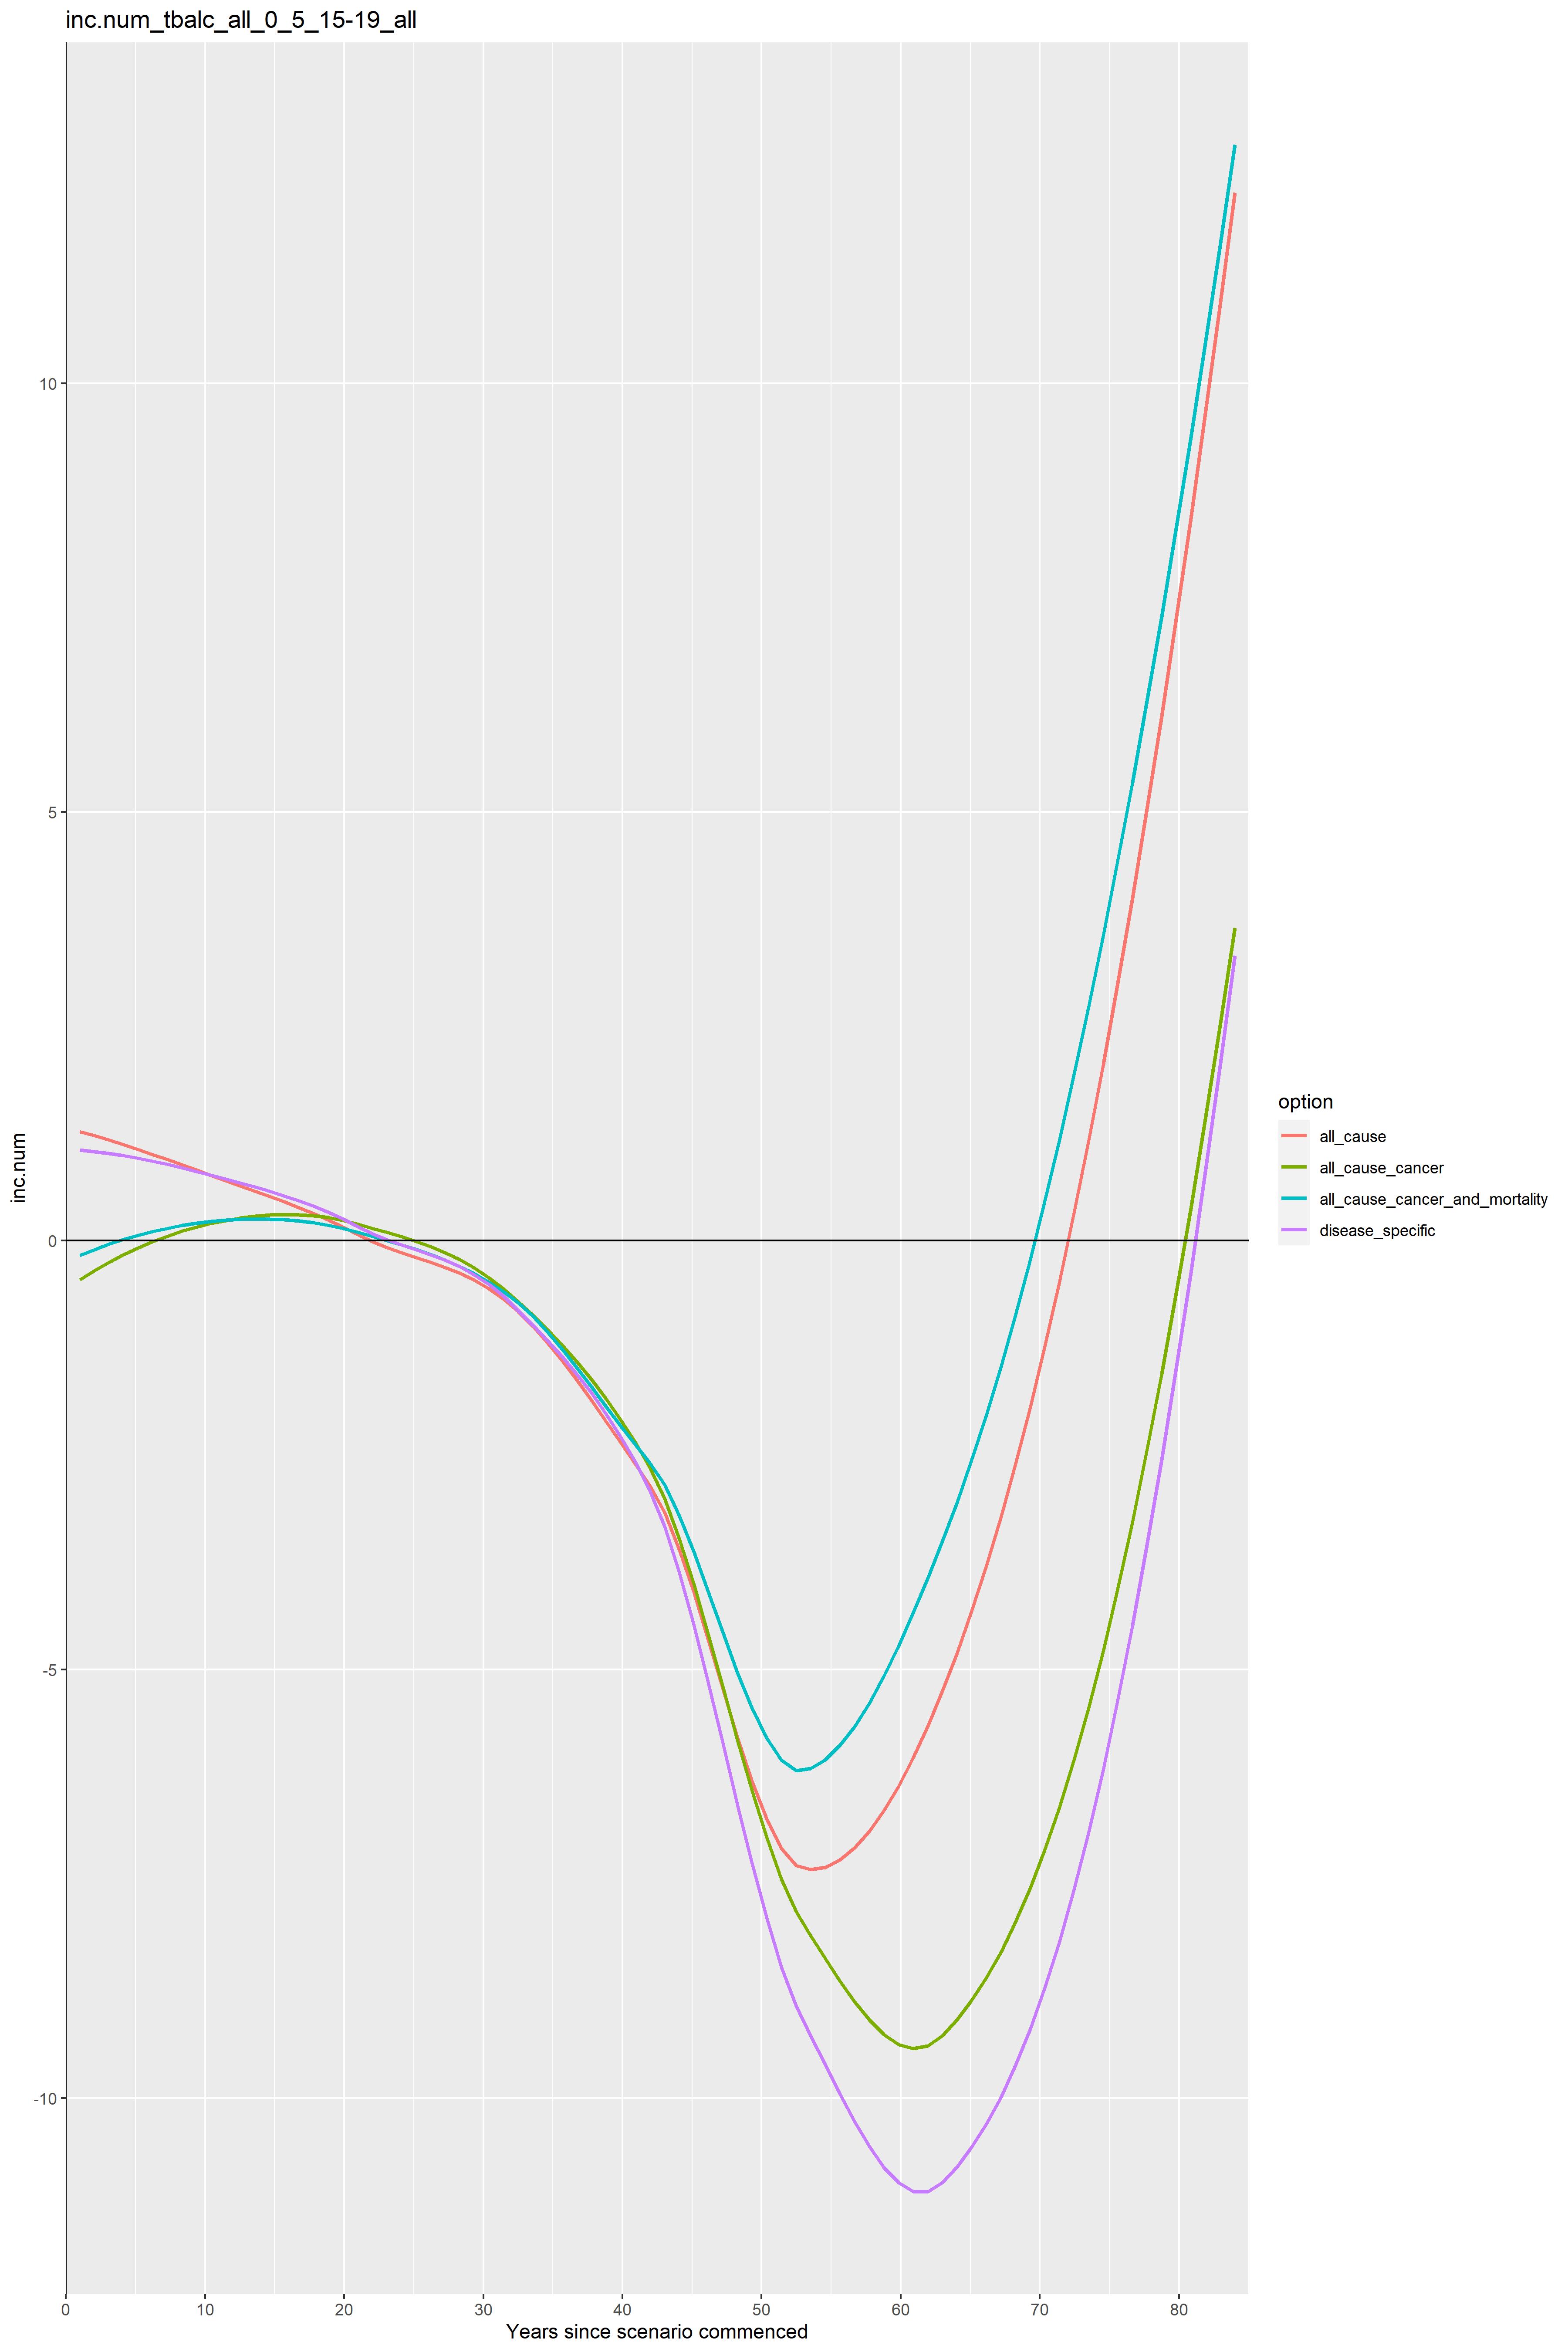 inc.num_tbalc_all_0_5_15-19_all
10
5
0
-5
-10
inc.num
0 10 20 30 40 50 60 70 80
Years since scenario commenced
option
all_cause
all_cause_cancer
all_cause_cancer_and_mortality
disease_specific